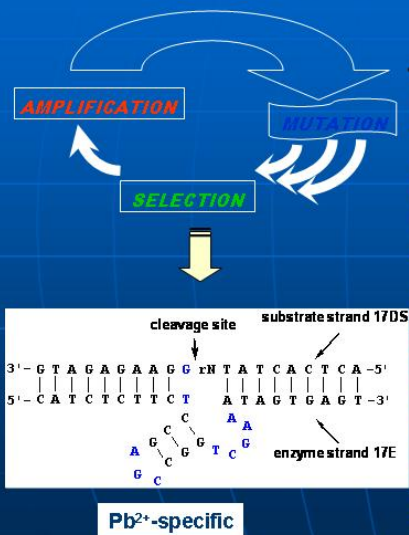 AMPLIFICATION
MUTATION
SELECTION
cleavage site
substrate strand 17DS
3'- G T A G A G A A G G rN T A T C A C T C A -5'
5'- C A T C T C T T C T A T A G T G A G T -3'
C A
C A
G G G
A C G T C
G C
C
enzyme strand 17E
Pb²⁺-specific